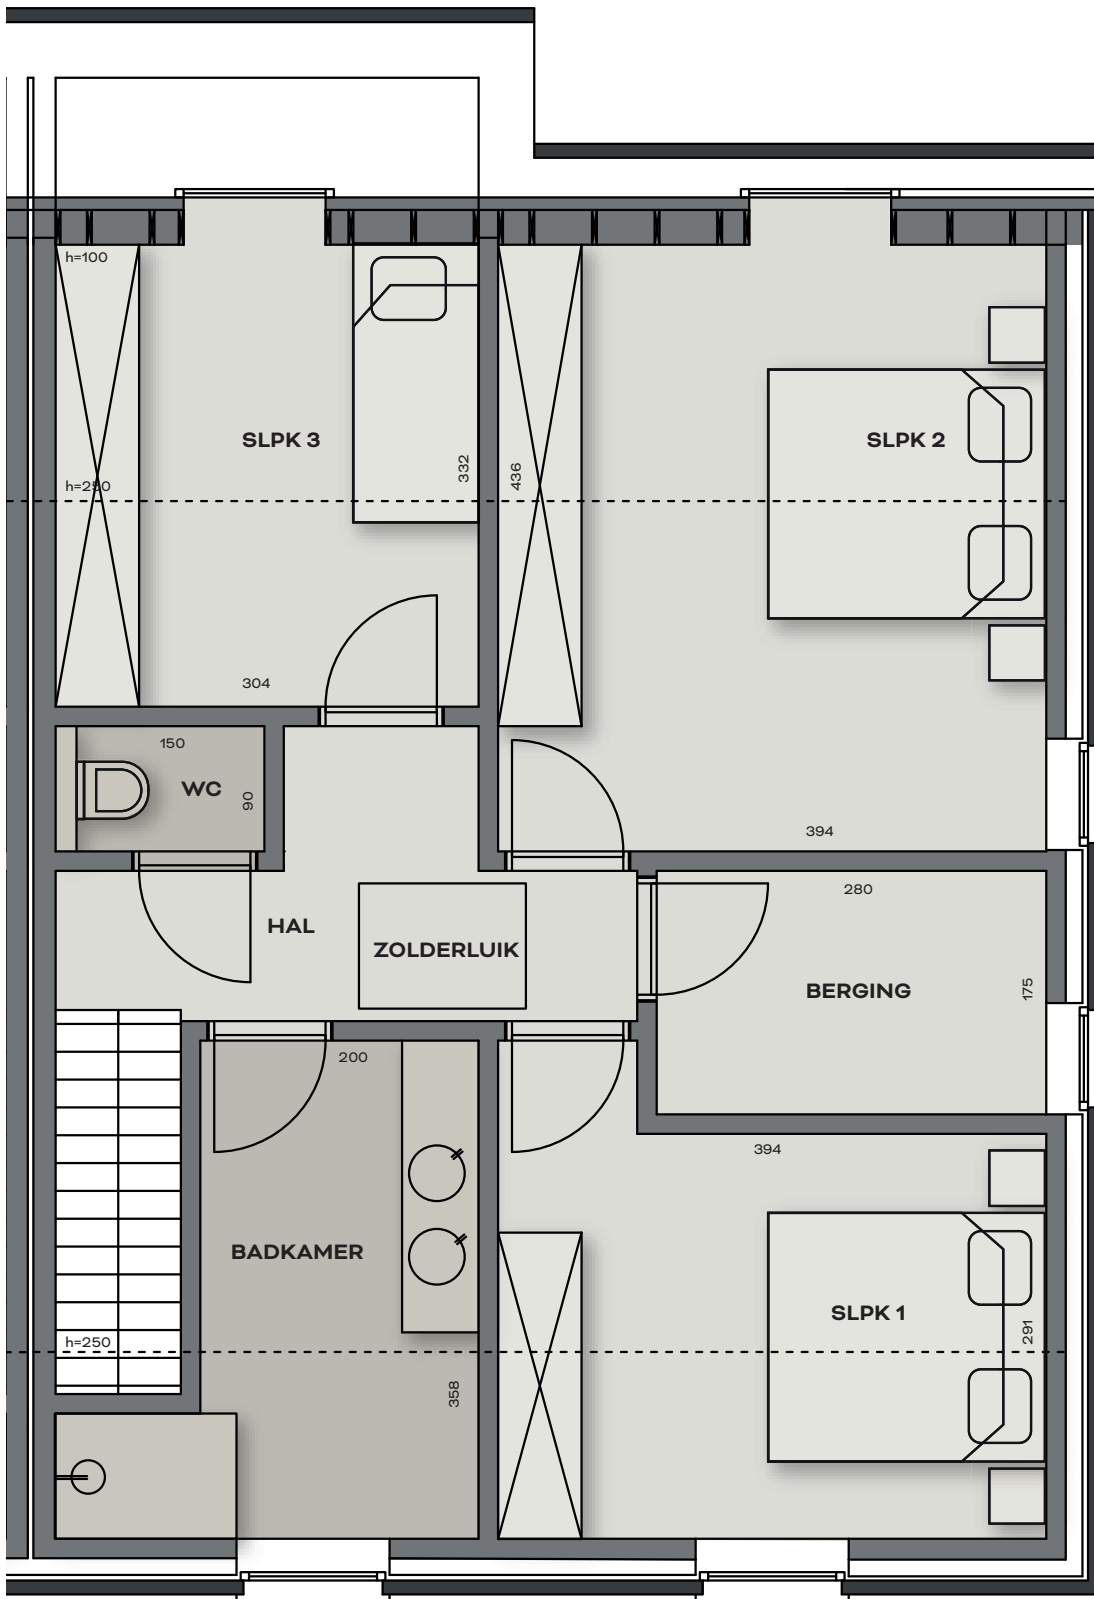 h=100
SLPK 3
SLPK 2
332
436
h=250
304
150
WC
90
394
280
HAL
ZOLDERLUIK
BERGING
175
200
394
BADKAMER
SLPK 1
291
h=250
358